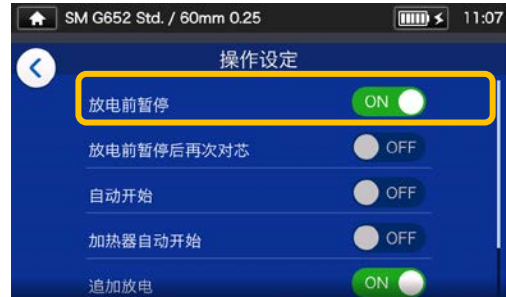 SM G652 Std. / 60mm 0.25 11:07
操作设定
放电前暂停 ON
放电前暂停后再次对芯 OFF
自动开始 OFF
加热器自动开始 OFF
追加放电 ON